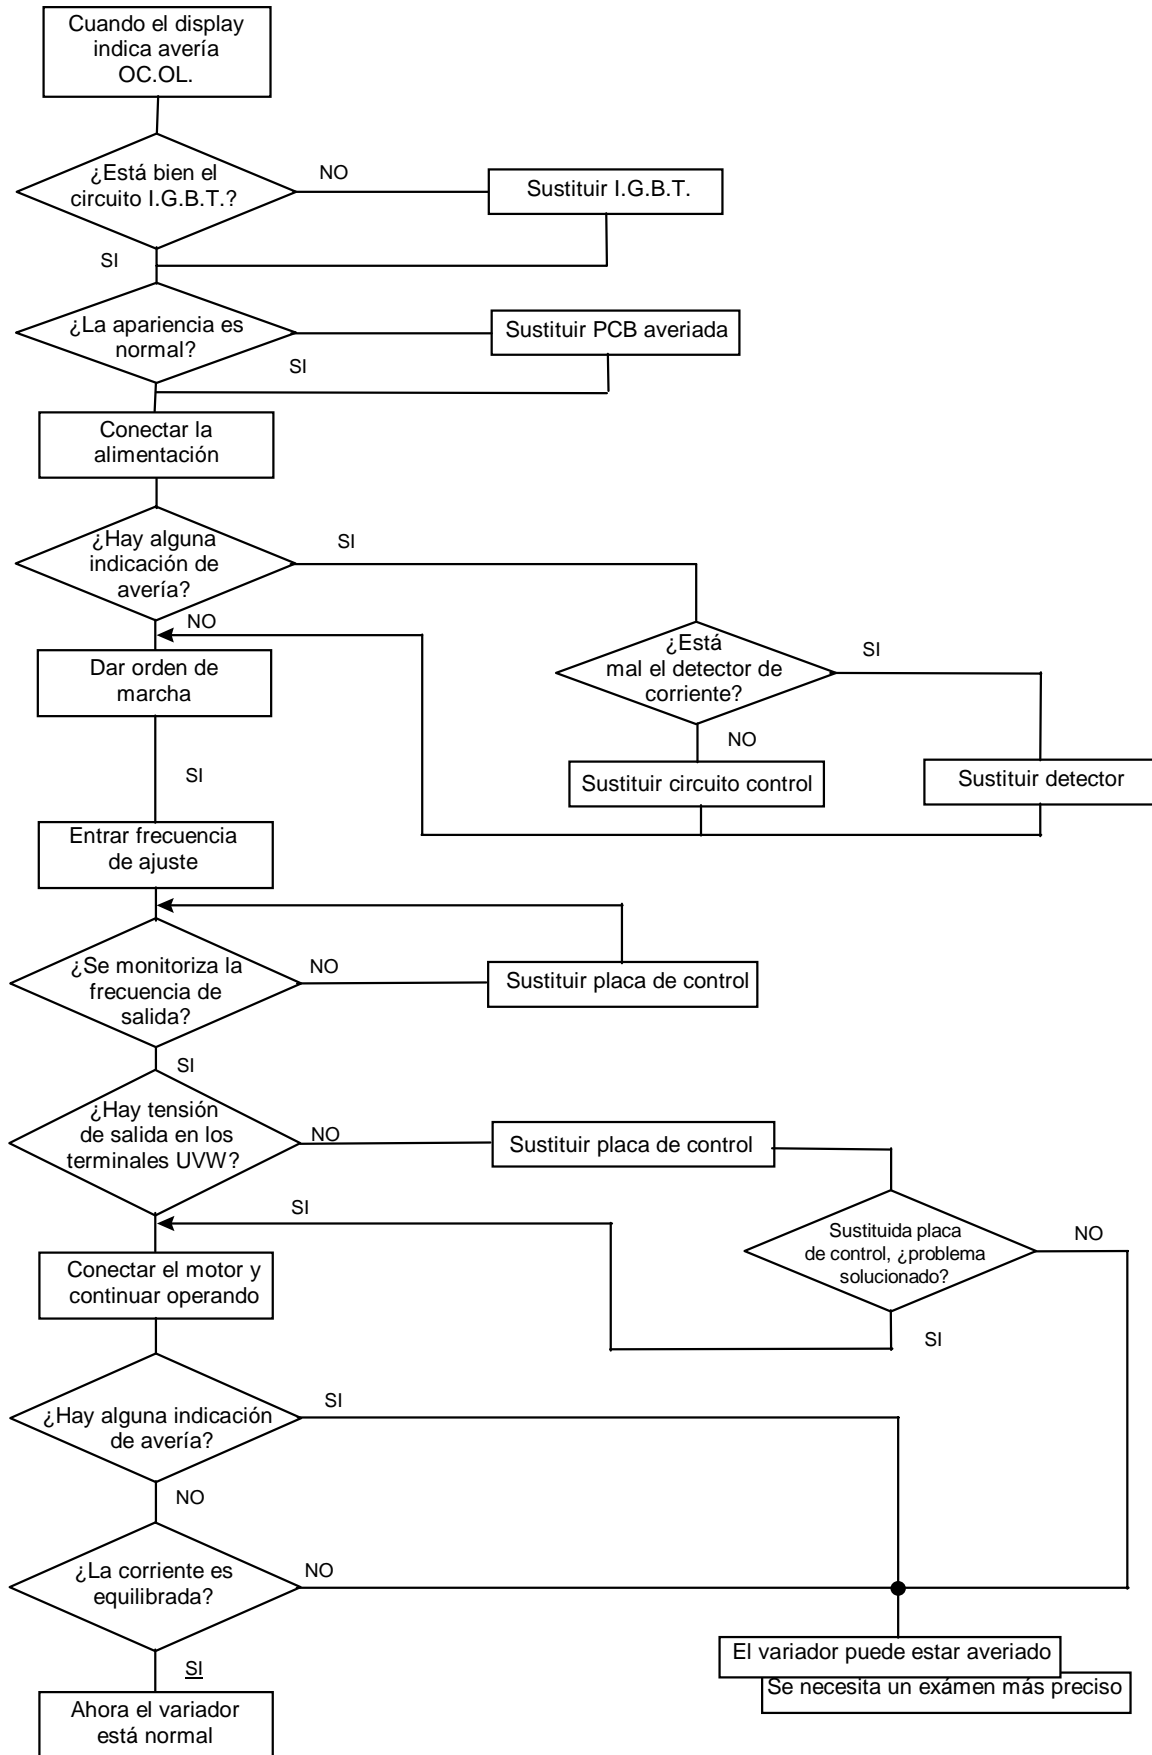 Cuando el display
indica avería
OC.OL.
¿Está bien el
circuito I.G.B.T.?
NO
Sustituir I.G.B.T.
SI
¿La apariencia es
normal?
Sustituir PCB averiada
SI
Conectar la
alimentación
¿Hay alguna
indicación de
avería?
SI
NO
¿Está
mal el detector de
corriente?
SI
Dar orden de
marcha
NO
SI
Sustituir circuito control
Sustituir detector
Entrar frecuencia
de ajuste
¿Se monitoriza la
frecuencia de
salida?
NO
Sustituir placa de control
SI
¿Hay tensión
de salida en los
terminales UVW?
NO
Sustituir placa de control
SI
Sustituida placa
de control, ¿problema
solucionado?
NO
Conectar el motor y
continuar operando
SI
¿Hay alguna indicación
de avería?
SI
NO
¿La corriente es
equilibrada?
NO
El variador puede estar averiado
Se necesita un exámen más preciso
SI
Ahora el variador
está normal